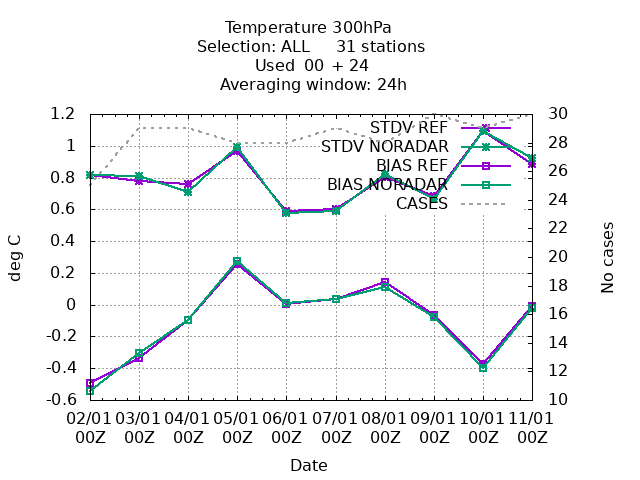 Temperature 300hPa
Selection: ALL 31 stations
Used 00 + 24
Averaging window: 24h
1.2
1
0.8
0.6
0.4
0.2
0
-0.2
-0.4
-0.6
deg C
STDV REF
STDV NORADAR
BIAS REF
BIAS NORADAR
CASES
30
28
26
24
22
20
18
16
14
12
10
No cases
02/01 03/01 04/01 05/01 06/01 07/01 08/01 09/01 10/01 11/01
00Z 00Z 00Z 00Z 00Z 00Z 00Z 00Z 00Z 00Z
Date